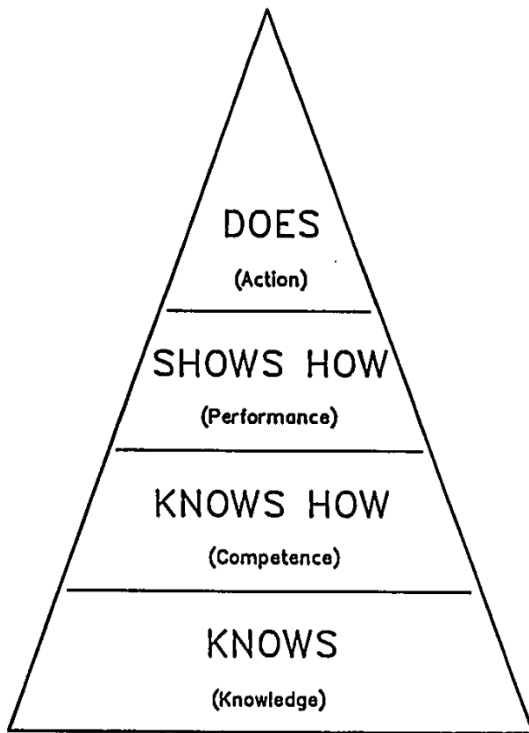 DOES
(Action)
SHOWS HOW
(Performance)
KNOWS HOW
(Competence)
KNOWS
(Knowledge)